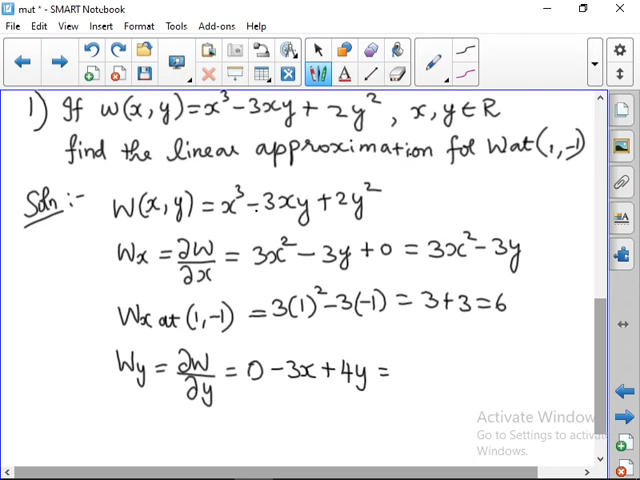 mut * - SMART Notebook
File Edit View Insert Format Tools Add-ons Help
1) If W(x, y) = x³ - 3xy + 2y², x, y ∈ R
find the linear approximation for W at (1, -1)
Soln :- W(x, y) = x³ - 3xy + 2y²
Wx = ∂W/∂x = 3x² - 3y + 0 = 3x² - 3y
Wx at (1, -1) = 3(1)² - 3(-1) = 3 + 3 = 6
Wy = ∂W/∂y = 0 - 3x + 4y =
Activate Window
Go to Settings to activa
Windows.